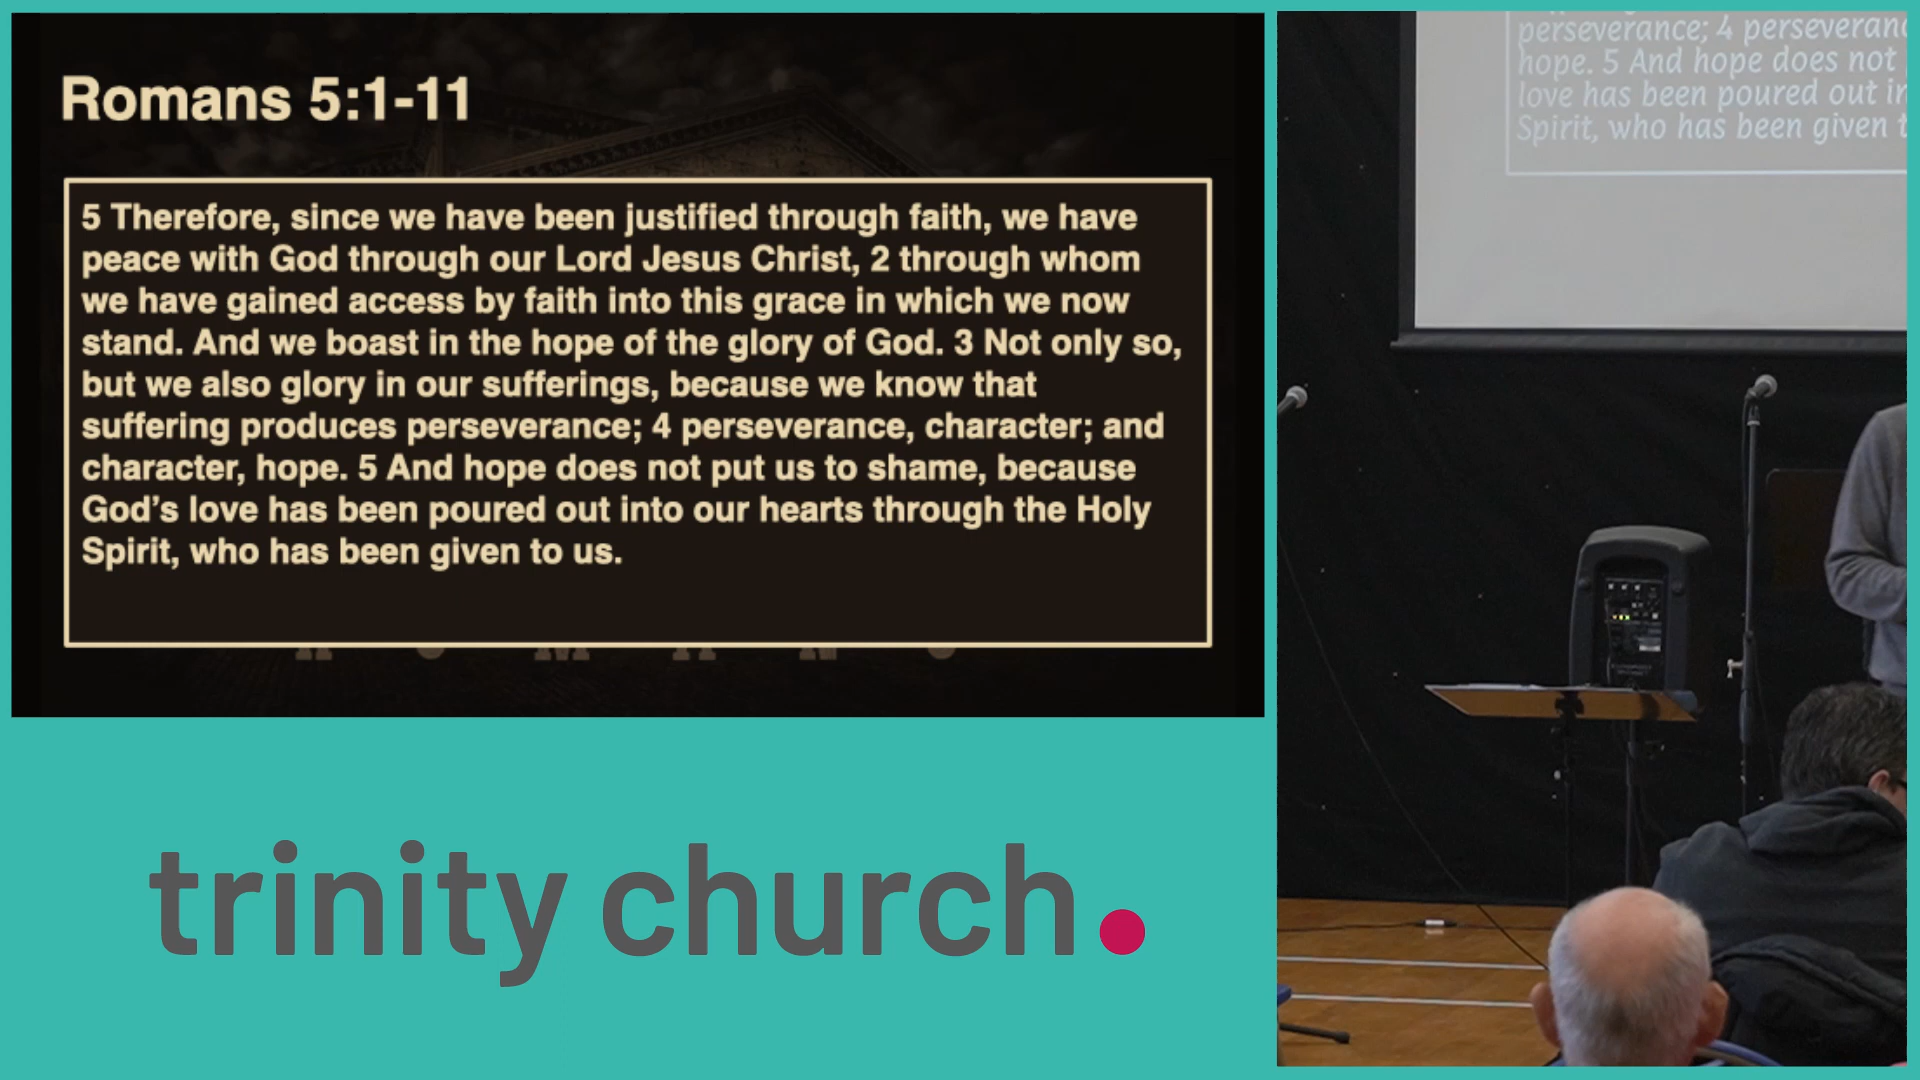 Romans 5:1-11
5 Therefore, since we have been justified through faith, we have
peace with God through our Lord Jesus Christ, 2 through whom
we have gained access by faith into this grace in which we now
stand. And we boast in the hope of the glory of God. 3 Not only so,
but we also glory in our sufferings, because we know that
suffering produces perseverance; 4 perseverance, character; and
character, hope. 5 And hope does not put us to shame, because
God’s love has been poured out into our hearts through the Holy
Spirit, who has been given to us.
trinity church.
perseverance; 4
hope. 5 And hope does not
love has been poured out
Spirit, who has been given